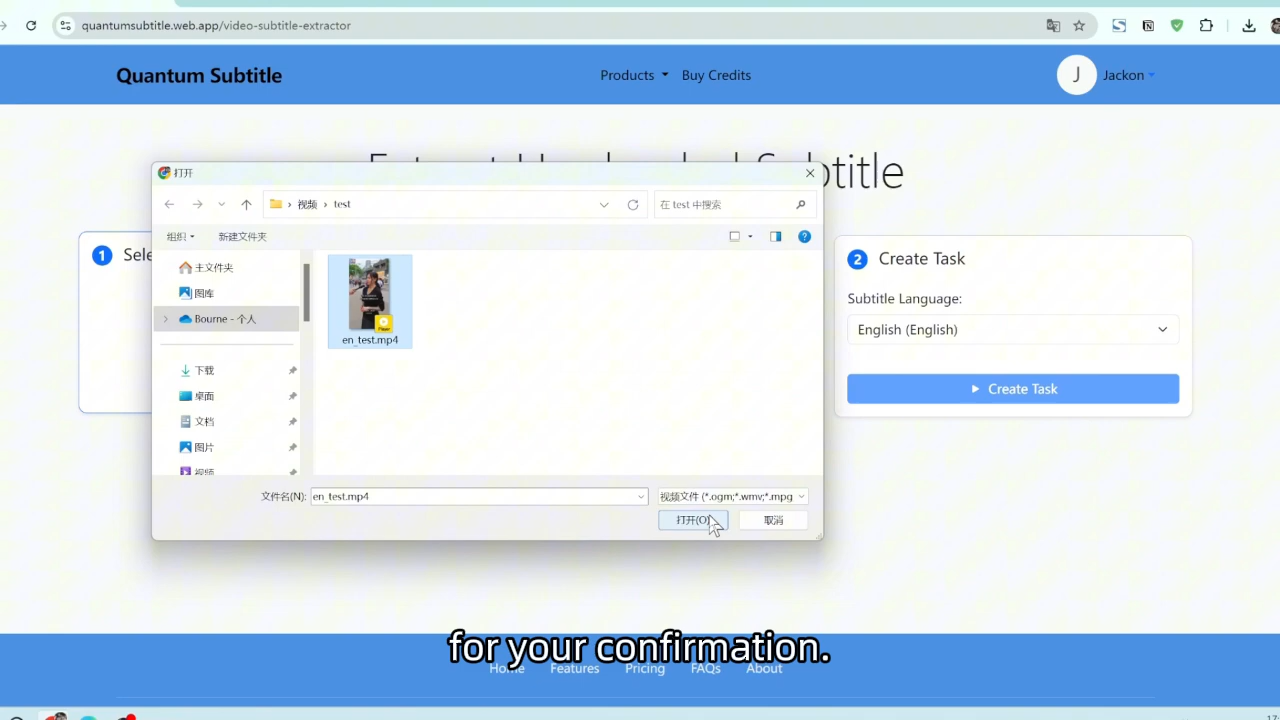 quantumsubtitle.web.app/video-subtitle-extractor
Quantum Subtitle
Products
Buy Credits
J
Jackon
打开
视频 › test
在 test 中搜索
组织
新建文件夹
主文件夹
图库
Bourne - 个人
下载
桌面
文档
图片
视频
en_test.mp4
文件名(N):
en_test.mp4
视频文件 (*.ogm;*.wmv;*.mpg
打开(O)
取消
1
2
Create Task
Subtitle Language:
English (English)
Create Task
for your confirmation.
Home
Features
Pricing
FAQs
About